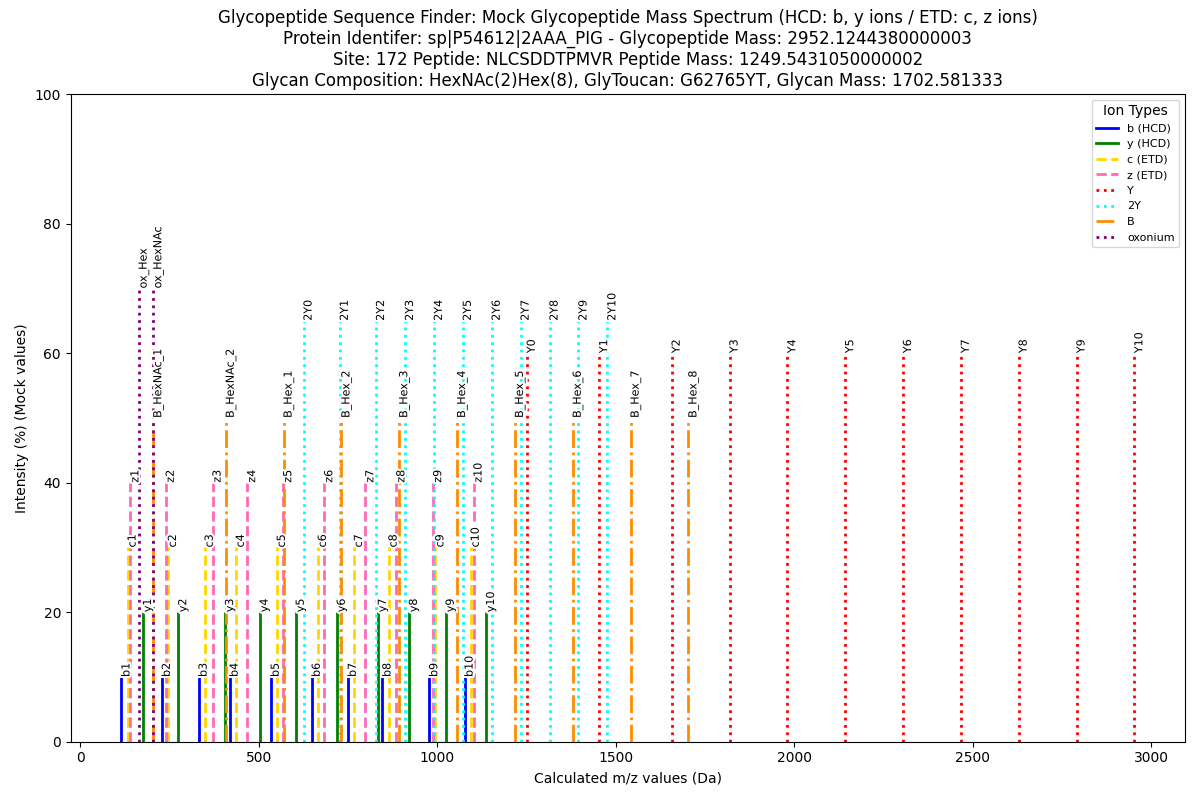 Glycopeptide Sequence Finder: Mock Glycopeptide Mass Spectrum (HCD: b, y ions / ETD: c, z ions)
Protein Identifer: sp|P54612|2AAA_PIG - Glycopeptide Mass: 2952.1244380000003
Site: 172 Peptide: NLCSDDTPMVR Peptide Mass: 1249.5431050000002
Glycan Composition: HexNAc(2)Hex(8), GlyToucan: G62765YT, Glycan Mass: 1702.581333
Intensity (%) (Mock values)
100
80
60
40
20
0
Ion Types
b (HCD)
y (HCD)
c (ETD)
z (ETD)
Y
2Y
B
oxonium
ox_Hex
ox_HexNAc
2Y0
2Y1
2Y2
2Y3
2Y4
2Y5
2Y6
2Y7
2Y8
2Y9
2Y10
Y0
Y1
Y2
Y3
Y4
Y5
Y6
Y7
Y8
Y9
Y10
B_HexNAC_1
B_HexNAC_2
B_Hex_1
B_Hex_2
B_Hex_3
B_Hex_4
B_Hex_5
B_Hex_6
B_Hex_7
B_Hex_8
z1
z2
z3
z4
z5
z6
z7
z8
z9
z10
c1
c2
c3
c4
c5
c6
c7
c8
c9
c10
y1
y2
y3
y4
y5
y6
y7
y8
y9
y10
b1
b2
b3
b4
b5
b6
b7
b8
b9
b10
0
500
1000
1500
2000
2500
3000
Calculated m/z values (Da)